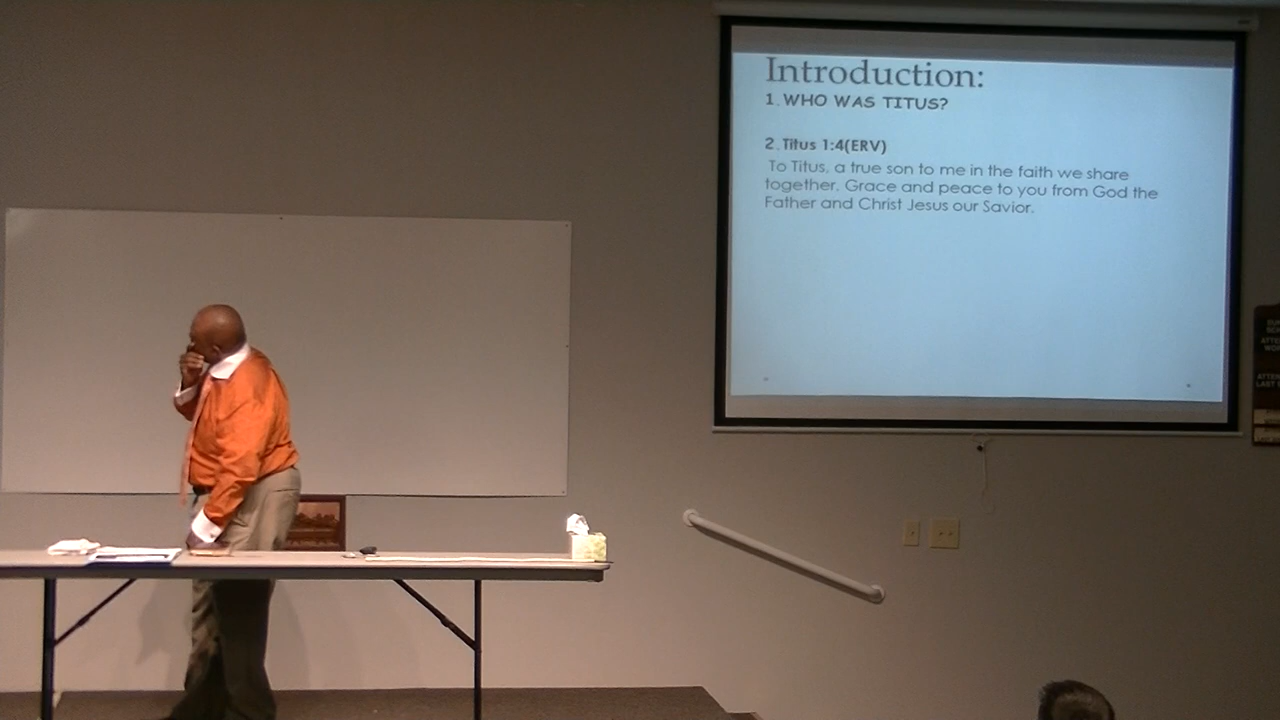 Introduction:
1. WHO WAS TITUS?
2. Titus 1:4(ERV)
To Titus, a true son to me in the faith we share
together. Grace and peace to you from God the
Father and Christ Jesus our Savior.